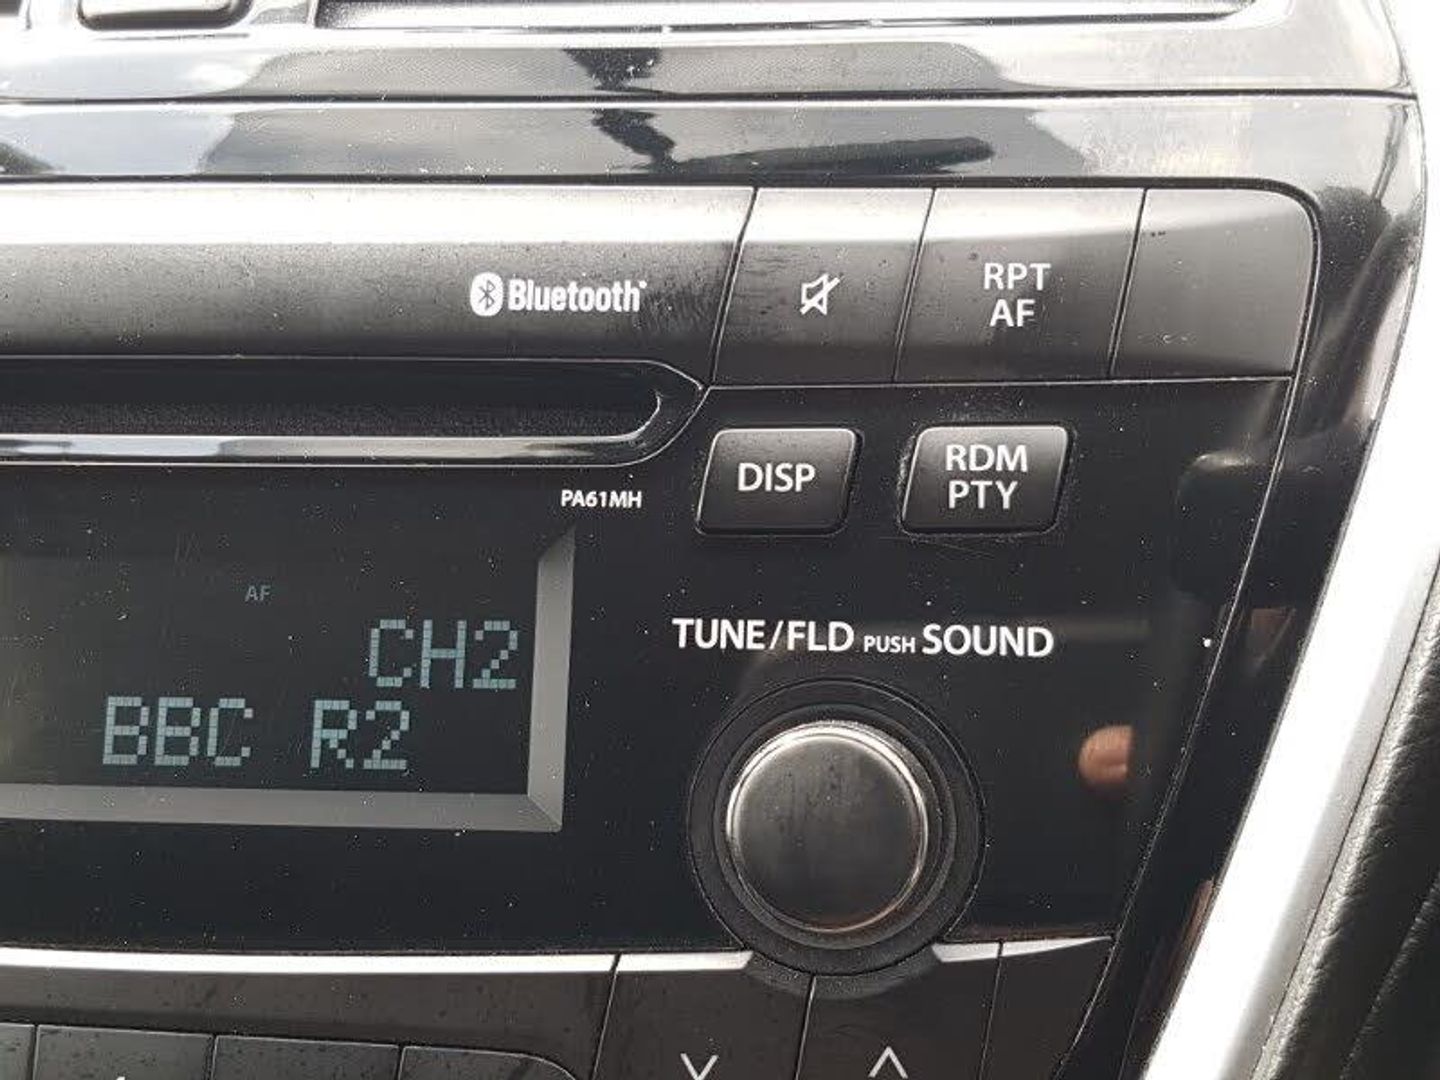 Bluetooth
RPT
AF
DISP
RDM
PTY
PA61MH
AF
CH2
BBC R2
TUNE/FLD PUSH SOUND